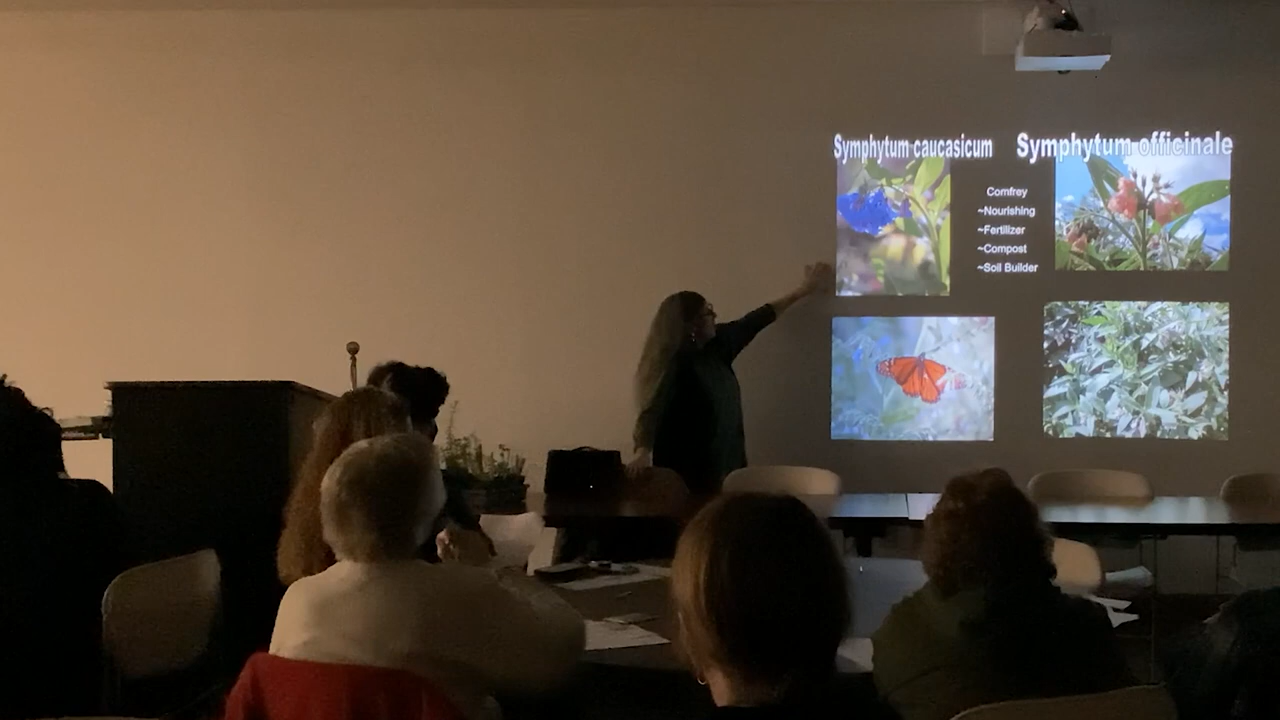 Symphytum caucasicum
Symphytum officinale
Comfrey
~Nourishing
~Fertilizer
~Compost
~Soil Builder